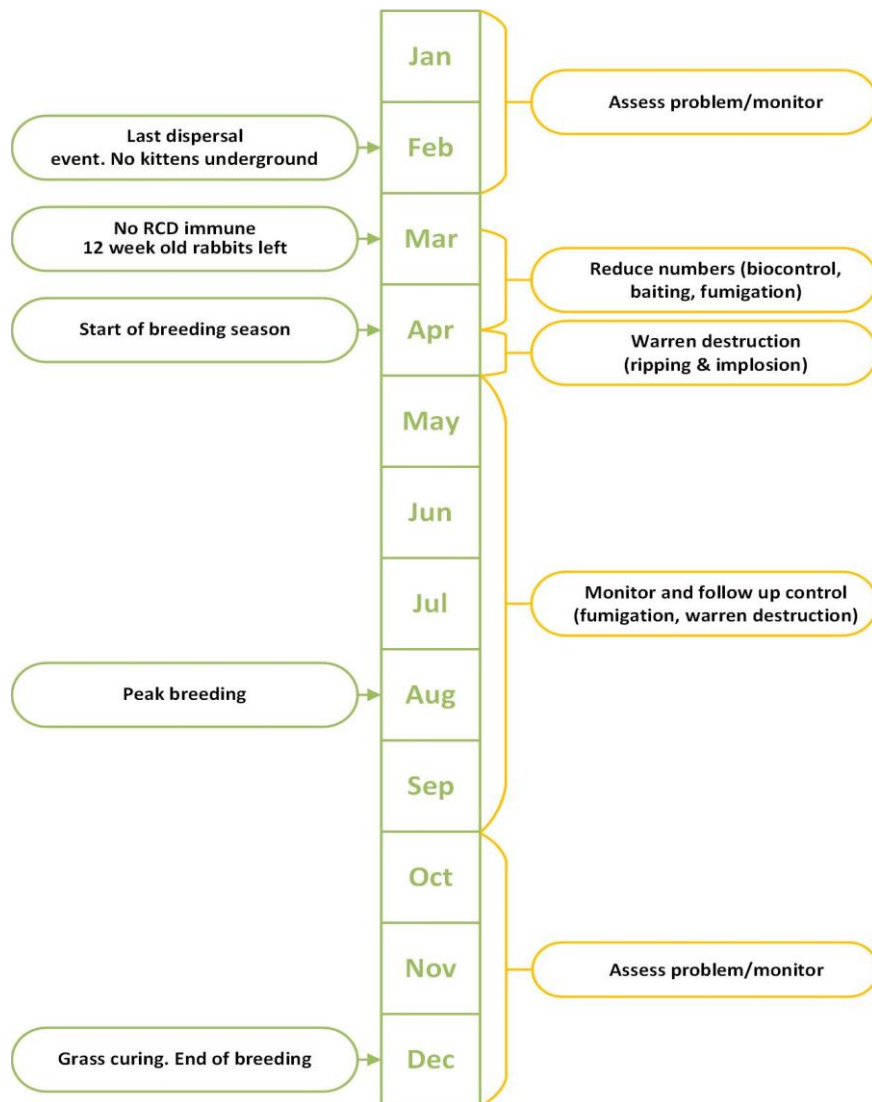 Jan
Assess problem/monitor
Last dispersal
event. No kittens underground
Feb
No RCD immune
12 week old rabbits left
Mar
Reduce numbers (biocontrol,
baiting, fumigation)
Start of breeding season
Apr
Warren destruction
(ripping & implosion)
May
Jun
Jul
Monitor and follow up control
(fumigation, warren destruction)
Peak breeding
Aug
Sep
Oct
Nov
Assess problem/monitor
Grass curing. End of breeding
Dec